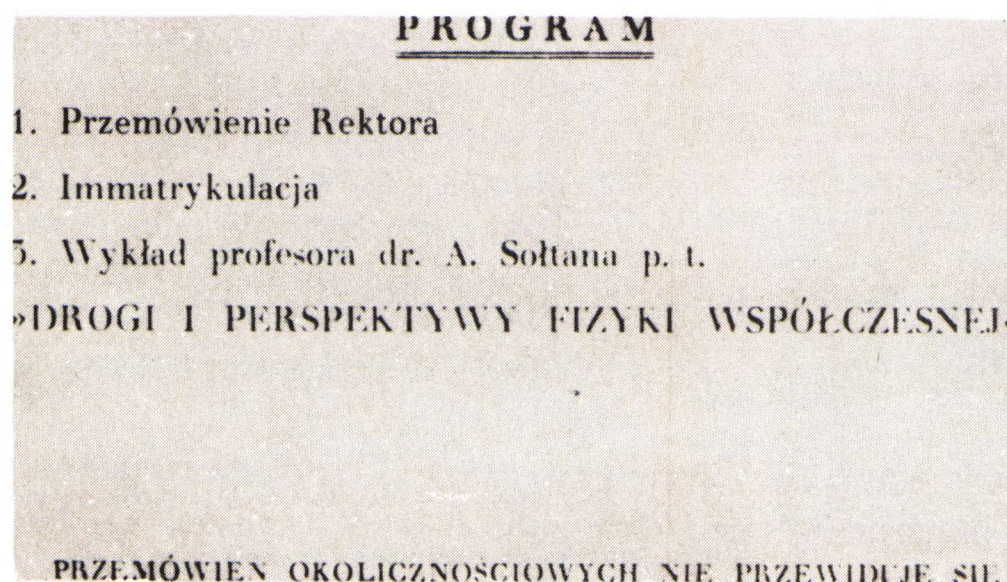 PROGRAM
1. Przemówienie Rektora
2. Immatrykulacja
3. Wykład profesora dr. A. Sołtana p. t.
»DROGI I PERSPEKTYWY FIZYKI WSPÓŁCZESNEJ«
PRZEMÓWIEŃ OKOLICZNOŚCIOWYCH NIE PRZEWIDUJE SIĘ